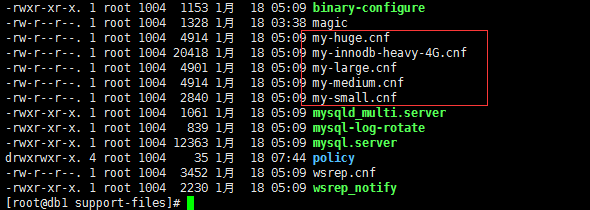 -rwxr-xr-x. 1 root 1004  1153 1月  18 05:09 binary-configure
-rw-r--r--. 1 root 1004  1328 1月  18 03:38 magic
-rw-r--r--. 1 root 1004  4914 1月  18 05:09 my-huge.cnf
-rw-r--r--. 1 root 1004 20418 1月  18 05:09 my-innodb-heavy-4G.cnf
-rw-r--r--. 1 root 1004  4901 1月  18 05:09 my-large.cnf
-rw-r--r--. 1 root 1004  4914 1月  18 05:09 my-medium.cnf
-rw-r--r--. 1 root 1004  2840 1月  18 05:09 my-small.cnf
-rwxr-xr-x. 1 root 1004  1061 1月  18 05:09 mysqld_multi.server
-rwxr-xr-x. 1 root 1004   839 1月  18 05:09 mysql-log-rotate
-rwxr-xr-x. 1 root 1004 12363 1月  18 05:09 mysql.server
drwxrwxr-x. 4 root 1004    35 1月  18 07:44 policy
-rw-r--r--. 1 root 1004  3452 1月  18 05:09 wsrep.cnf
-rwxr-xr-x. 1 root 1004  2230 1月  18 05:09 wsrep_notify
[root@db1 support-files]#